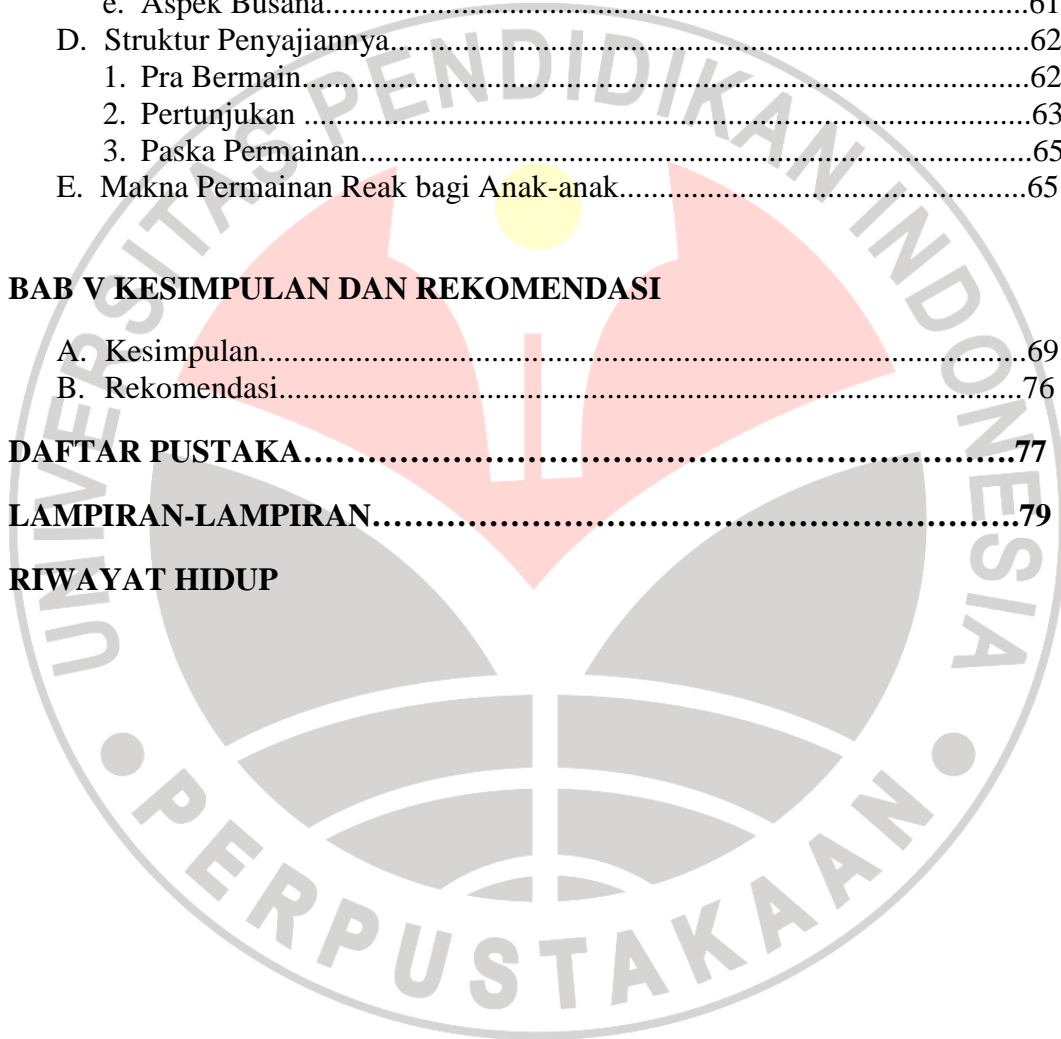 e. Aspek Busana....................................................................................61
D. Struktur Penyajiannya..............................................................................62
1. Pra Bermain.......................................................................................62
2. Pertunjukan .......................................................................................63
3. Paska Permainan................................................................................65
E. Makna Permainan Reak bagi Anak-anak.................................................65
BAB V KESIMPULAN DAN REKOMENDASI
A. Kesimpulan..............................................................................................69
B. Rekomendasi...........................................................................................76
DAFTAR PUSTAKA………………………………………………………….77
LAMPIRAN-LAMPIRAN…………………………………………………….79
RIWAYAT HIDUP
UNIVERSITAS PENDIDIKAN INDONESIA
• PERPUSTAKAAN •